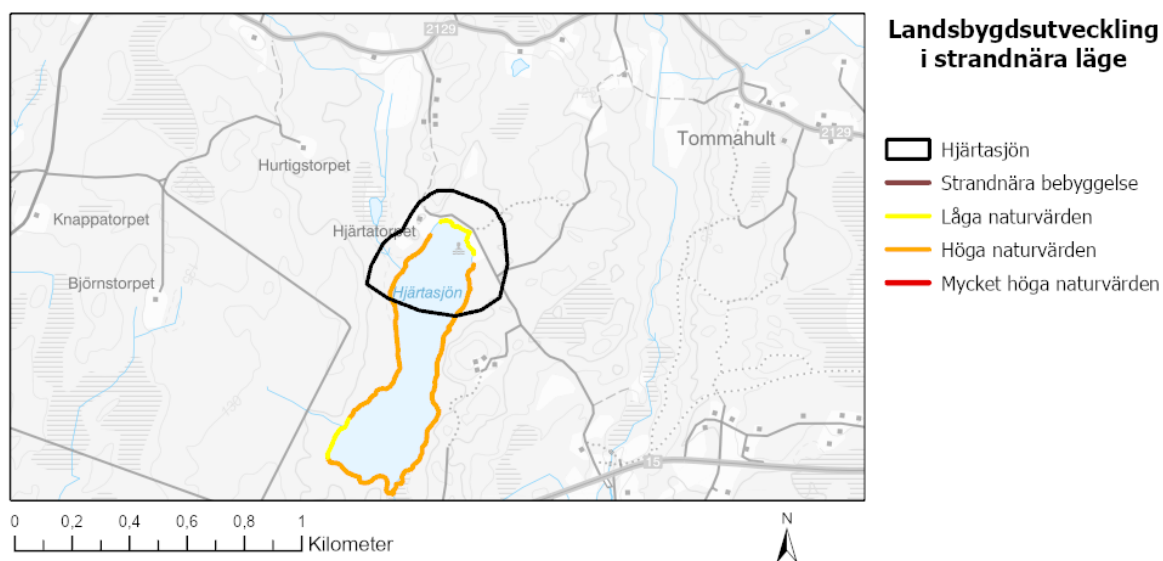 Landsbygdsutveckling
i strandnära läge
Hjärtasjön
Strandnära bebyggelse
Låga naturvärden
Höga naturvärden
Mycket höga naturvärden
2129
Tommahult
2129
Hurtigstorpet
Knappatorpet
Hjärtatorpet
Björnstorpet
Hjärtasjön
190
15
0 0,2 0,4 0,6 0,8 1
Kilometer
N